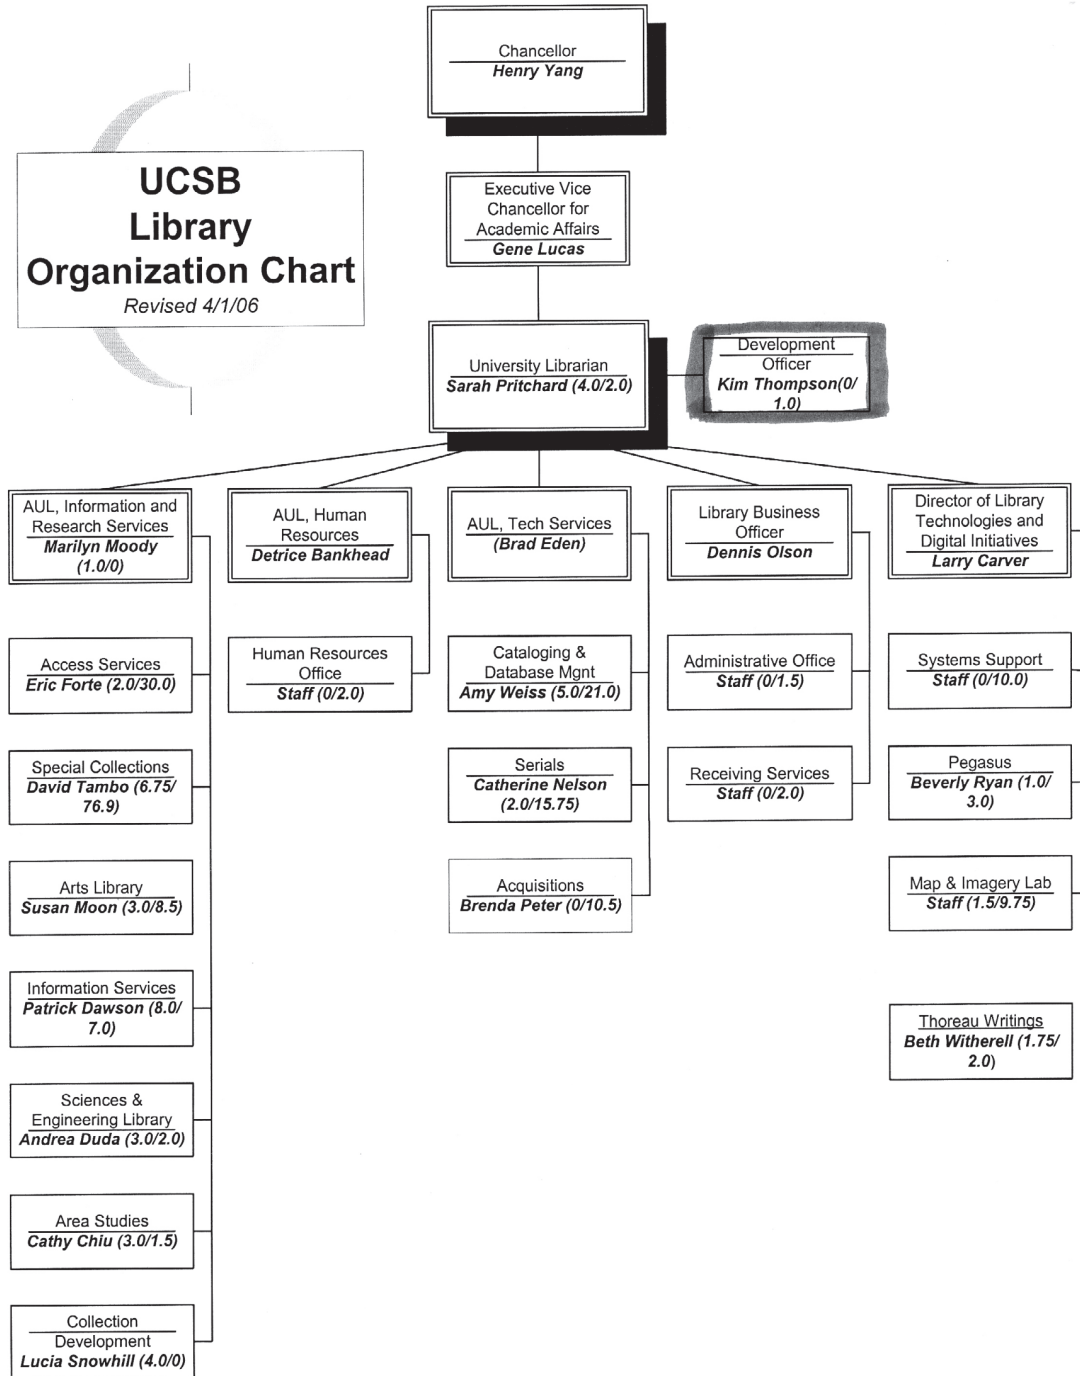 Chancellor
Henry Yang
UCSB
Library
Organization Chart
Revised 4/1/06
Executive Vice
Chancellor for
Academic Affairs
Gene Lucas
University Librarian
Sarah Pritchard (4.0/2.0)
Development
Officer
Kim Thompson(0/
1.0)
AUL, Information and
Research Services
Marilyn Moody
(1.0/0)
AUL, Human
Resources
Detrice Bankhead
AUL, Tech Services
(Brad Eden)
Library Business
Officer
Dennis Olson
Director of Library
Technologies and
Digital Initiatives
Larry Carver
Access Services
Eric Forte (2.0/30.0)
Human Resources
Office
Staff (0/2.0)
Cataloging &
Database Mgnt
Amy Weiss (5.0/21.0)
Administrative Office
Staff (0/1.5)
Systems Support
Staff (0/10.0)
Special Collections
David Tambo (6.75/
76.9)
Serials
Catherine Nelson
(2.0/15.75)
Receiving Services
Staff (0/2.0)
Pegasus
Beverly Ryan (1.0/
3.0)
Arts Library
Susan Moon (3.0/8.5)
Acquisitions
Brenda Peter (0/10.5)
Map & Imagery Lab
Staff (1.5/9.75)
Information Services
Patrick Dawson (8.0/
7.0)
Thoreau Writings
Beth Witherell (1.75/
2.0)
Sciences &
Engineering Library
Andrea Duda (3.0/2.0)
Area Studies
Cathy Chiu (3.0/1.5)
Collection
Development
Lucia Snowhill (4.0/0)